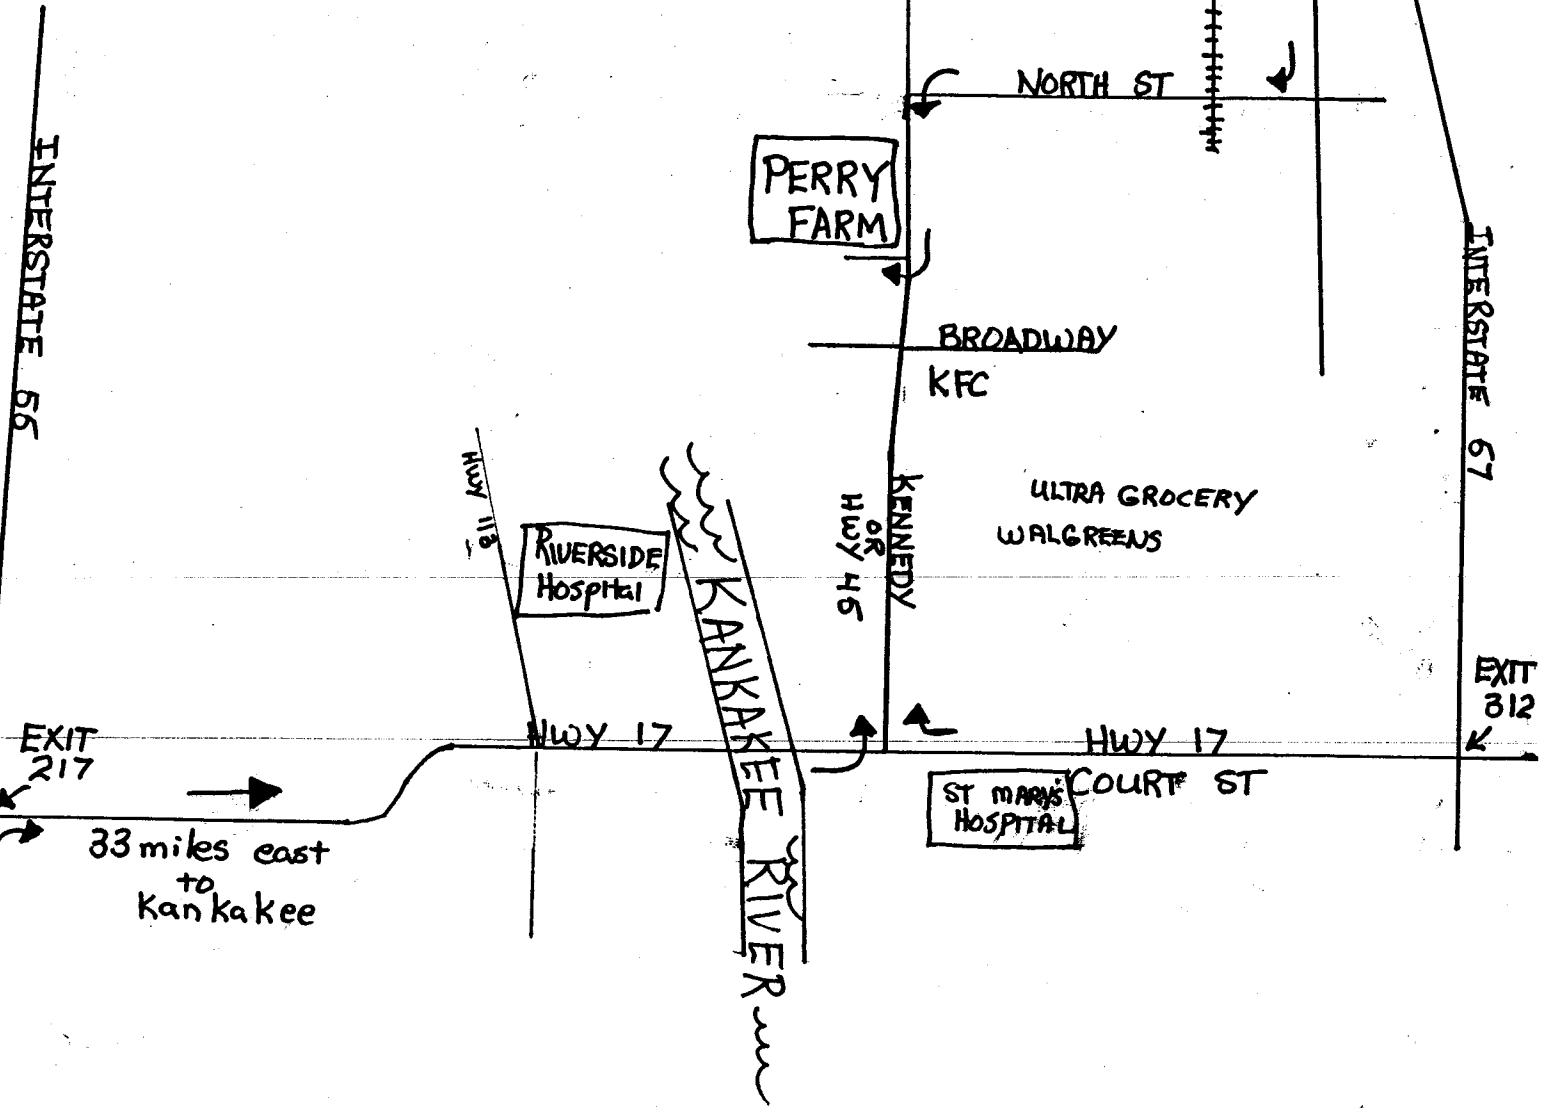 NORTH ST
PERRY
FARM
INTERSTATE 55
INTERSTATE 57
BROADWAY
KFC
HWY 113
RIVERSIDE
Hospital
KENNEDY
OR
HWY 45
ULTRA GROCERY
WALGREENS
KANKAKEE RIVER
EXIT
312
EXIT
217
HWY 17
HWY 17
COURT ST
ST MARYS
HOSPITAL
33 miles east
to
Kankakee